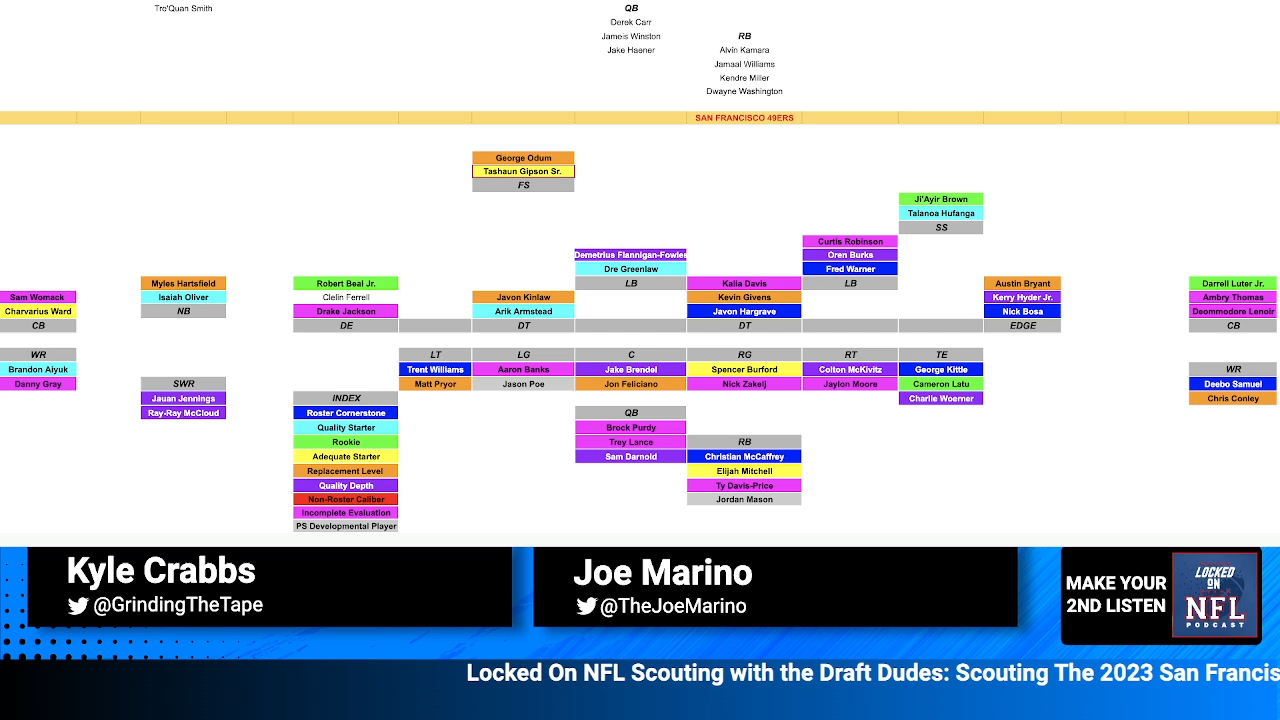 Tre'Quan Smith
QB
Derek Carr
Jameis Winston
Jake Haener
RB
Alvin Kamara
Jamaal Williams
Kendre Miller
Dwayne Washington
SAN FRANCISCO 49ERS
George Odum
Tashaun Gipson Sr.
FS
Ji'Ayir Brown
Talanoa Hufanga
SS
Curtis Robinson
Demetrius Flannigan-Fowles Oren Burks
Dre Greenlaw Fred Warner
Myles Hartsfield Robert Beal Jr. LB Kalia Davis LB Austin Bryant Darrell Luter Jr.
Sam Womack Isaiah Oliver Clelin Ferrell Javon Kinlaw Kevin Givens Kerry Hyder Jr. Ambry Thomas
Charvarius Ward NB Drake Jackson Arik Armstead Javon Hargrave Nick Bosa Deommodore Lenoir
CB DE DT DT EDGE CB
WR LT LG C RG RT TE
Brandon Aiyuk Trent Williams Aaron Banks Jake Brendel Spencer Burford Colton McKivitz George Kittle WR
Danny Gray SWR Matt Pryor Jason Poe Jon Feliciano Nick Zakelj Jaylon Moore Cameron Latu Deebo Samuel
Jauan Jennings INDEX Charlie Woerner Chris Conley
Ray-Ray McCloud Roster Cornerstone QB
Quality Starter Brock Purdy
Rookie Trey Lance RB
Adequate Starter Sam Darnold Christian McCaffrey
Replacement Level Elijah Mitchell
Quality Depth Ty Davis-Price
Non-Roster Caliber Jordan Mason
Incomplete Evaluation
PS Developmental Player
Kyle Crabbs
@GrindingTheTape
Joe Marino
@TheJoeMarino
MAKE YOUR
2ND LISTEN
LOCKED
ON
NFL
PODCAST
Locked On NFL Scouting with the Draft Dudes: Scouting The 2023 San Francis